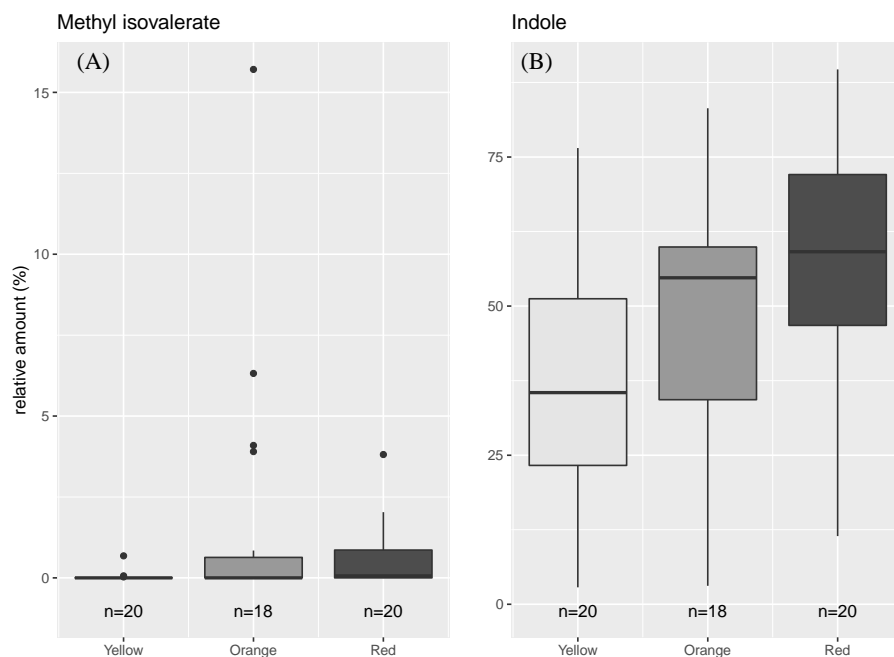 Methyl isovalerate
(A)
relative amount (%)
15
10
5
0
n=20 n=18 n=20
Yellow Orange Red
Indole
(B)
75
50
25
0
n=20 n=18 n=20
Yellow Orange Red